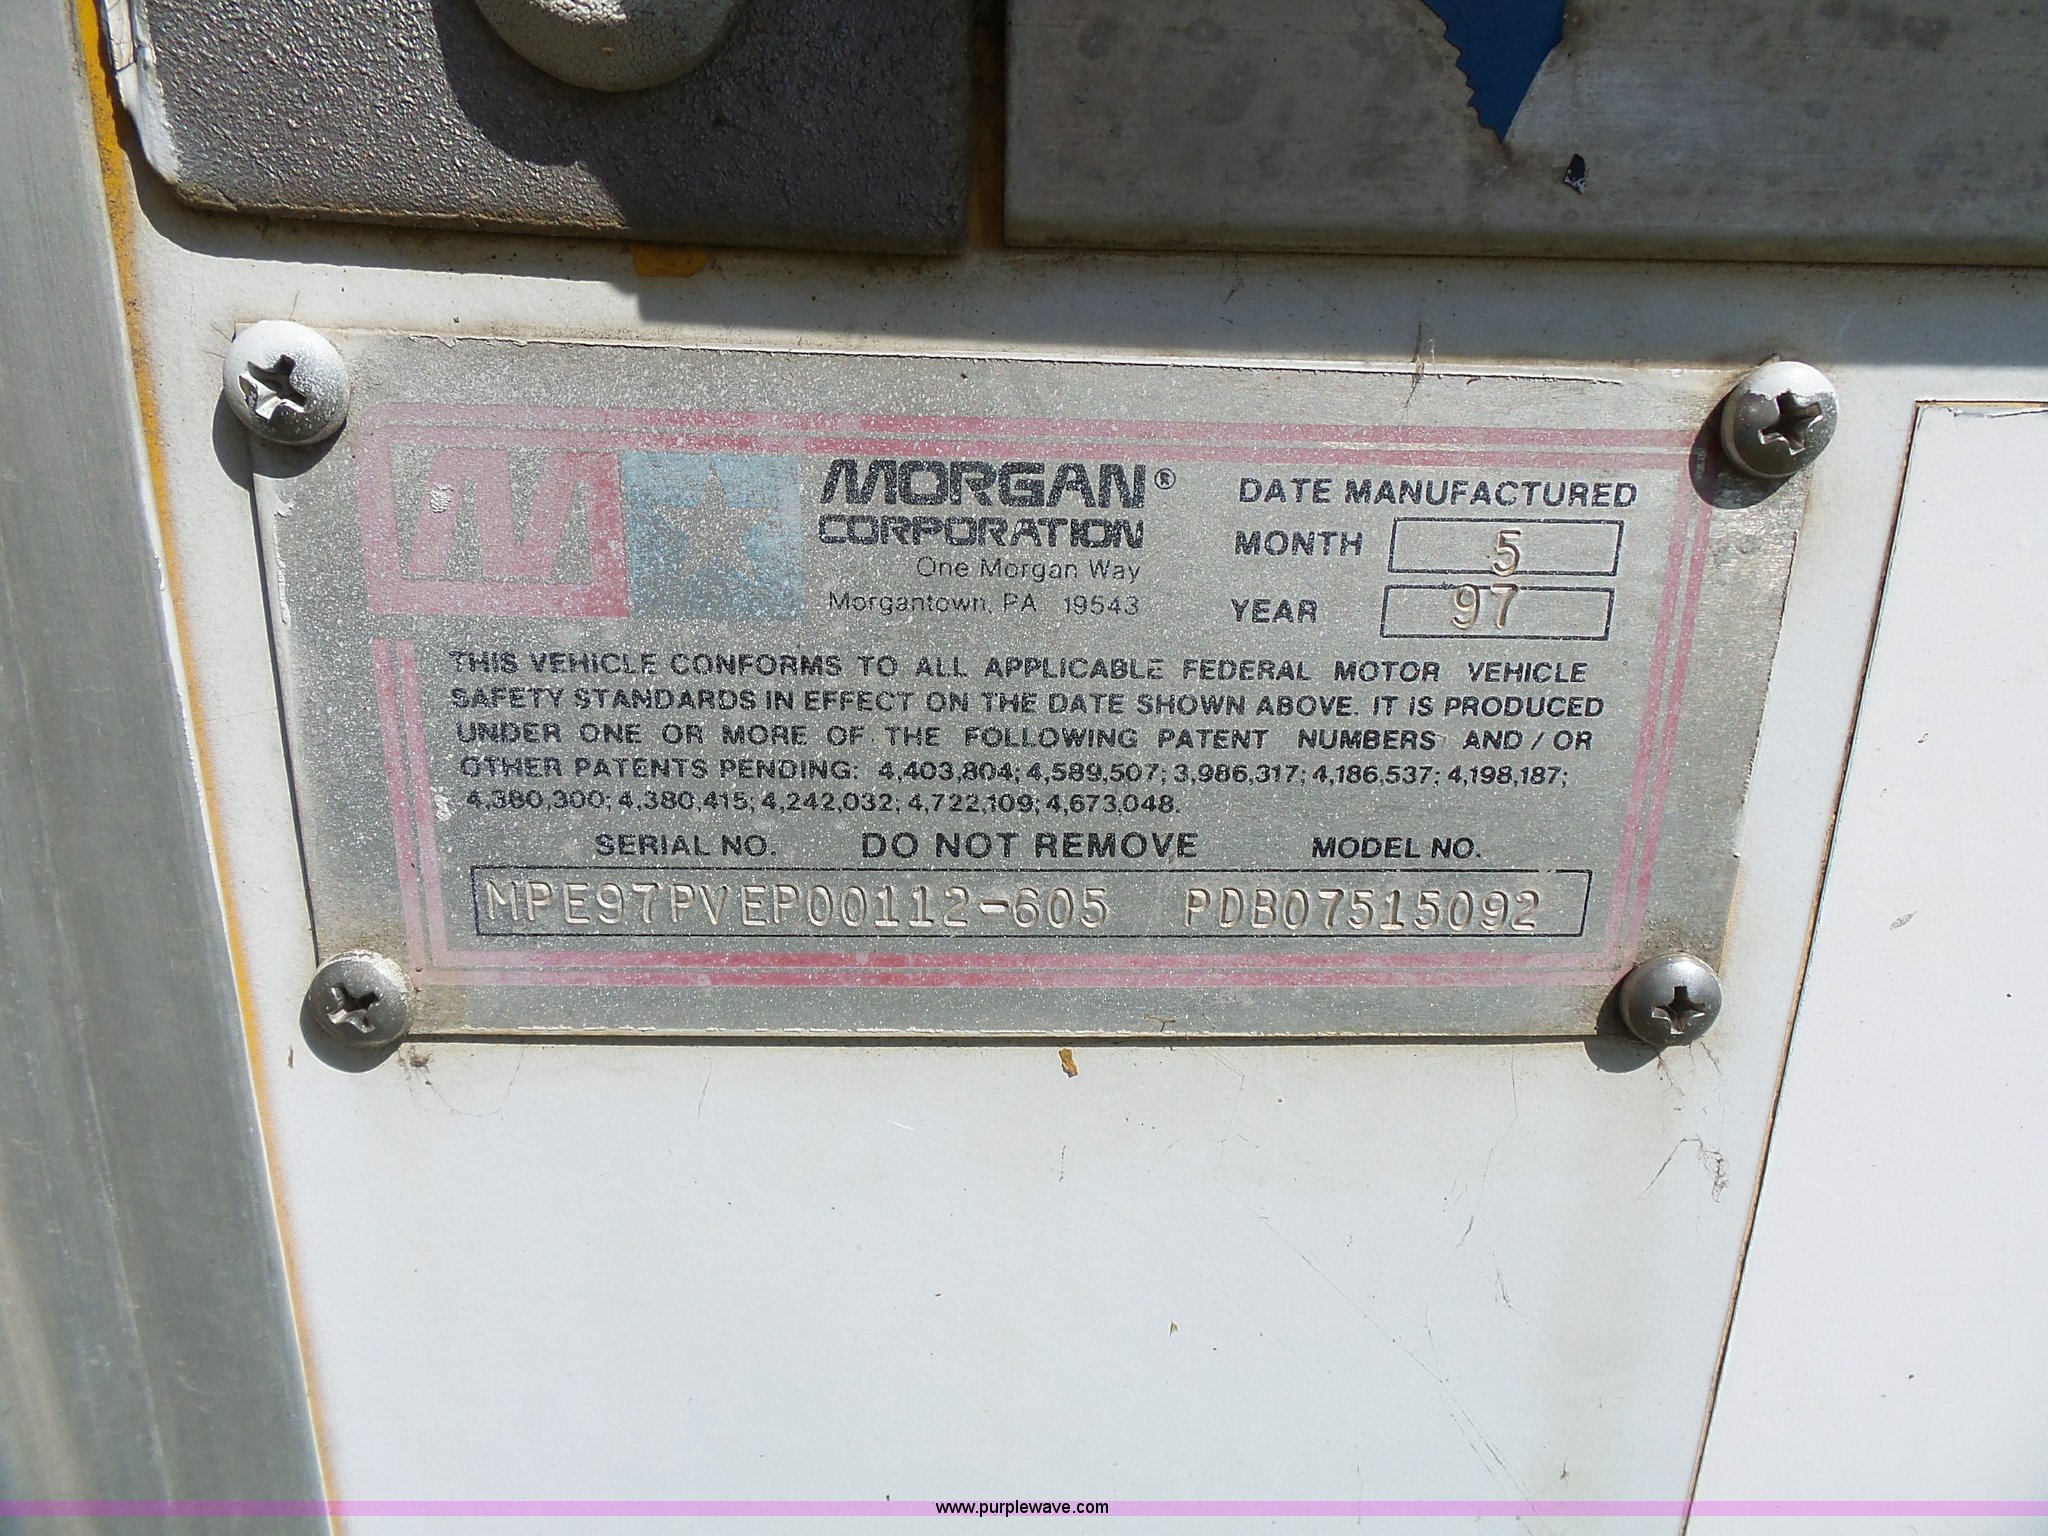 MORGAN®
CORPORATION
One Morgan Way
Morgantown, PA 19543
DATE MANUFACTURED
MONTH 5
YEAR 97
THIS VEHICLE CONFORMS TO ALL APPLICABLE FEDERAL MOTOR VEHICLE
SAFETY STANDARDS IN EFFECT ON THE DATE SHOWN ABOVE. IT IS PRODUCED
UNDER ONE OR MORE OF THE FOLLOWING PATENT NUMBERS AND/OR
OTHER PATENTS PENDING: 4,403,804; 4,589,507; 3,986,317; 4,186,537; 4,198,187;
4,380,300; 4,380,415; 4,242,032; 4,722,109; 4,673,048.
SERIAL NO. DO NOT REMOVE MODEL NO.
MPE97PVEP00112-605 PDB07515092
www.purplewave.com